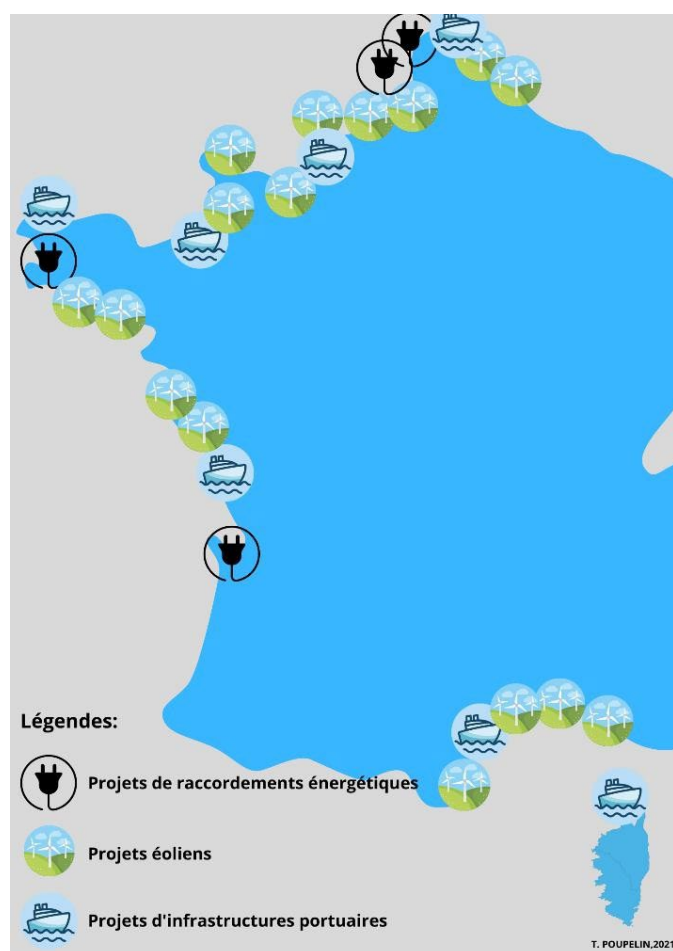 Légendes:
Projets de raccordements énergétiques
Projets éoliens
Projets d'infrastructures portuaires
T. POUPELIN,2021